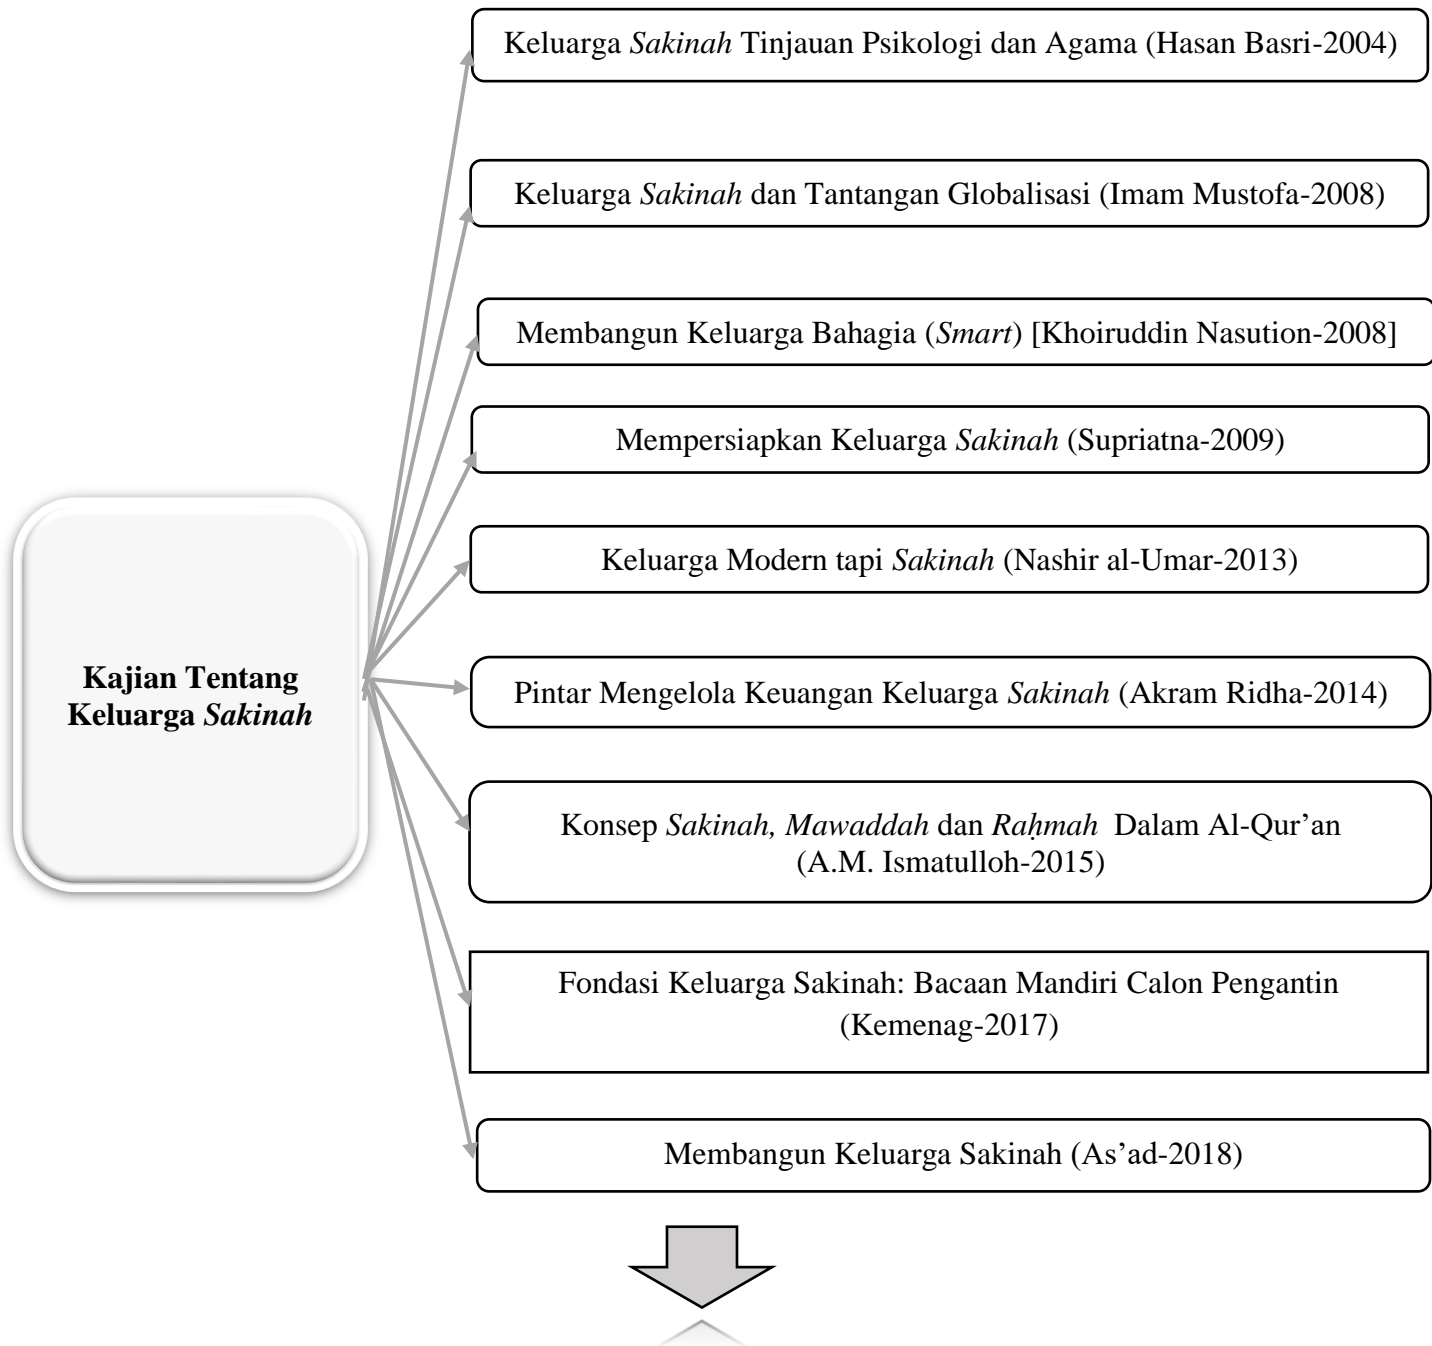 Keluarga Sakinah Tinjauan Psikologi dan Agama (Hasan Basri-2004)
Keluarga Sakinah dan Tantangan Globalisasi (Imam Mustofa-2008)
Membangun Keluarga Bahagia (Smart) [Khoiruddin Nasution-2008]
Mempersiapkan Keluarga Sakinah (Supriatna-2009)
Keluarga Modern tapi Sakinah (Nashir al-Umar-2013)
Kajian Tentang
Keluarga Sakinah
Pintar Mengelola Keuangan Keluarga Sakinah (Akram Ridha-2014)
Konsep Sakinah, Mawaddah dan Raḥmah Dalam Al-Qur’an
(A.M. Ismatulloh-2015)
Fondasi Keluarga Sakinah: Bacaan Mandiri Calon Pengantin
(Kemenag-2017)
Membangun Keluarga Sakinah (As’ad-2018)